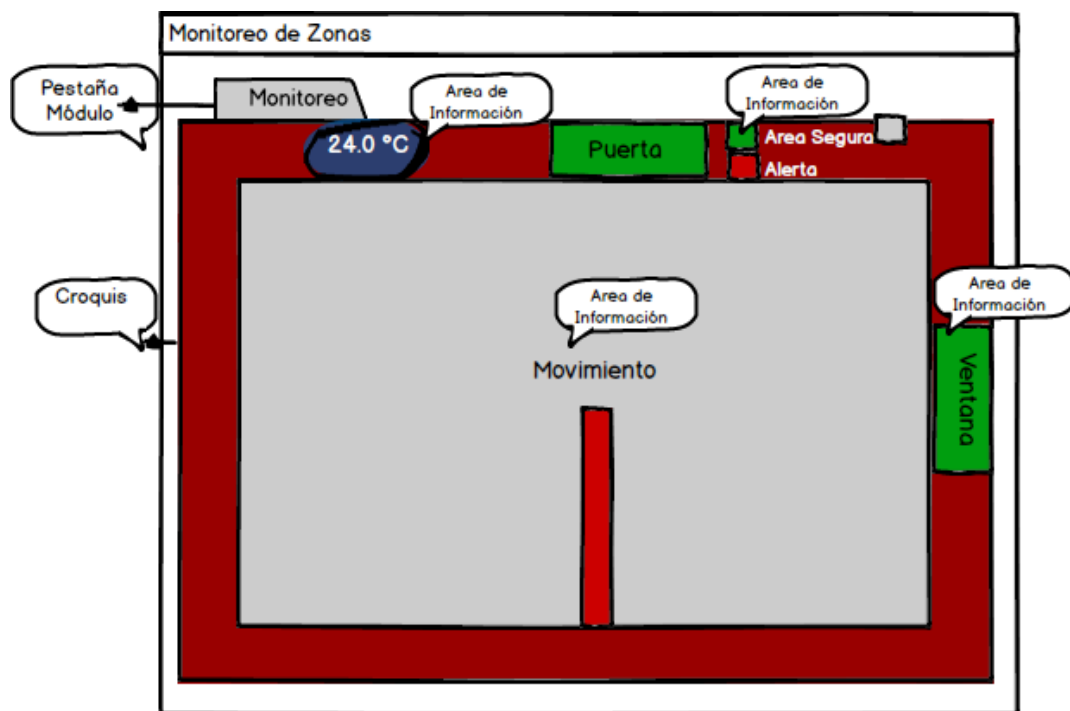 Monitoreo de Zonas
Pestaña
Módulo
Monitoreo
Area de
Información
Area de
Información
24.0 °C
Puerta
Area Segura
Alerta
Croquis
Area de
Información
Area de
Información
Movimiento
Ventana